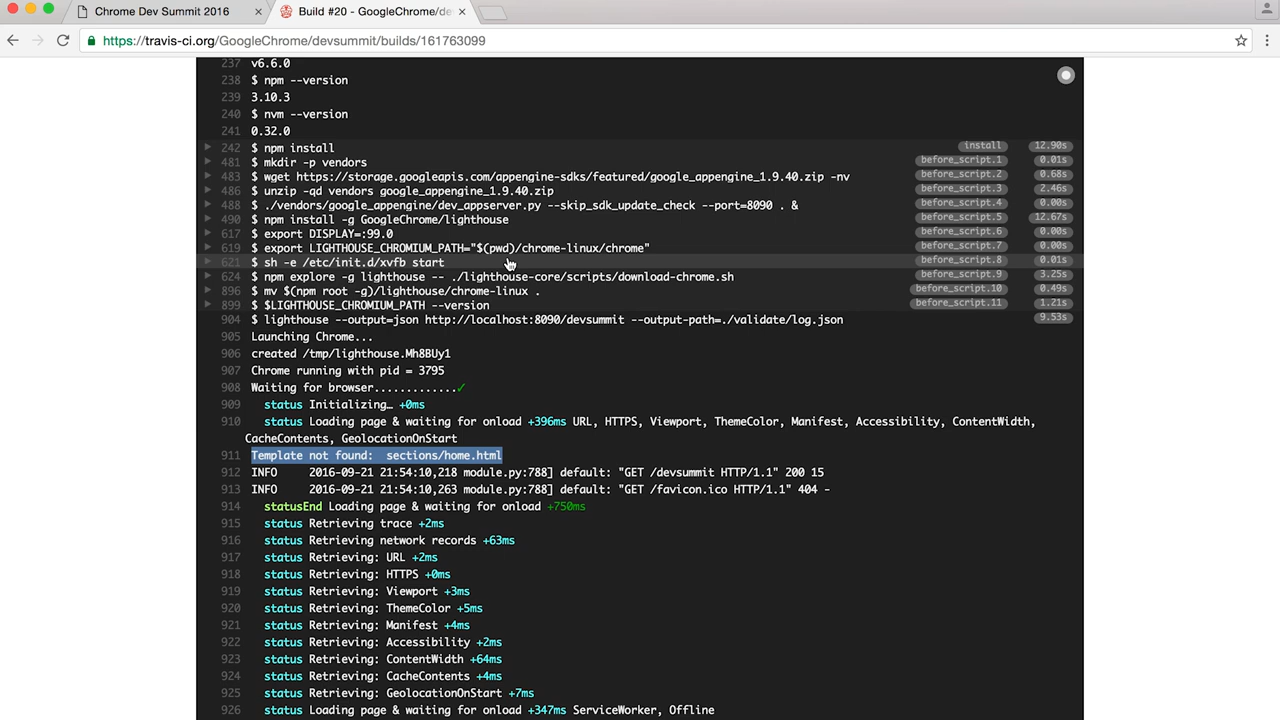 Chrome Dev Summit 2016
Build #20 - GoogleChrome/de
https://travis-ci.org/GoogleChrome/devsummit/builds/161763099
237 v6.6.0
238 $ npm --version
239 3.10.3
240 $ nvm --version
241 0.32.0
242 $ npm install install 12.90s
481 $ mkdir -p vendors before_script.1 0.01s
483 $ wget https://storage.googleapis.com/appengine-sdks/featured/google_appengine_1.9.40.zip -nv before_script.2 0.68s
486 $ unzip -qd vendors google_appengine_1.9.40.zip before_script.3 2.46s
488 $ ./vendors/google_appengine/dev_appserver.py --skip_sdk_update_check --port=8090 . & before_script.4 0.00s
490 $ npm install -g GoogleChrome/lighthouse before_script.5 12.67s
617 $ export DISPLAY=:99.0 before_script.6 0.00s
619 $ export LIGHTHOUSE_CHROMIUM_PATH="$(pwd)/chrome-linux/chrome" before_script.7 0.00s
621 $ sh -e /etc/init.d/xvfb start before_script.8 0.01s
624 $ npm explore -g lighthouse -- ./lighthouse-core/scripts/download-chrome.sh before_script.9 3.25s
896 $ mv $(npm root -g)/lighthouse/chrome-linux . before_script.10 0.49s
899 $ $LIGHTHOUSE_CHROMIUM_PATH --version before_script.11 1.21s
904 $ lighthouse --output=json http://localhost:8090/devsummit --output-path=./validate/log.json 9.53s
905 Launching Chrome...
906 created /tmp/lighthouse.Mh8BUy1
907 Chrome running with pid = 3795
908 Waiting for browser.............✓
909 status Initializing… +0ms
910 status Loading page & waiting for onload +396ms URL, HTTPS, Viewport, ThemeColor, Manifest, Accessibility, ContentWidth,
CacheContents, GeolocationOnStart
911 Template not found: sections/home.html
912 INFO 2016-09-21 21:54:10,218 module.py:788] default: "GET /devsummit HTTP/1.1" 200 15
913 INFO 2016-09-21 21:54:10,263 module.py:788] default: "GET /favicon.ico HTTP/1.1" 404 -
914 statusEnd Loading page & waiting for onload +750ms
915 status Retrieving trace +2ms
916 status Retrieving network records +63ms
917 status Retrieving: URL +2ms
918 status Retrieving: HTTPS +0ms
919 status Retrieving: Viewport +3ms
920 status Retrieving: ThemeColor +5ms
921 status Retrieving: Manifest +4ms
922 status Retrieving: Accessibility +2ms
923 status Retrieving: ContentWidth +64ms
924 status Retrieving: CacheContents +4ms
925 status Retrieving: GeolocationOnStart +7ms
926 status Loading page & waiting for onload +347ms ServiceWorker, Offline